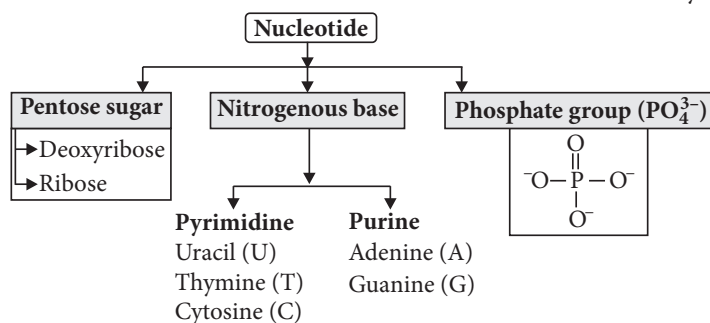 Nucleotide
Pentose sugar
Deoxyribose
Ribose
Nitrogenous base
Pyrimidine
Uracil (U)
Thymine (T)
Cytosine (C)
Purine
Adenine (A)
Guanine (G)
Phosphate group (PO₄³⁻)
O
⁻O–P–O⁻
O⁻